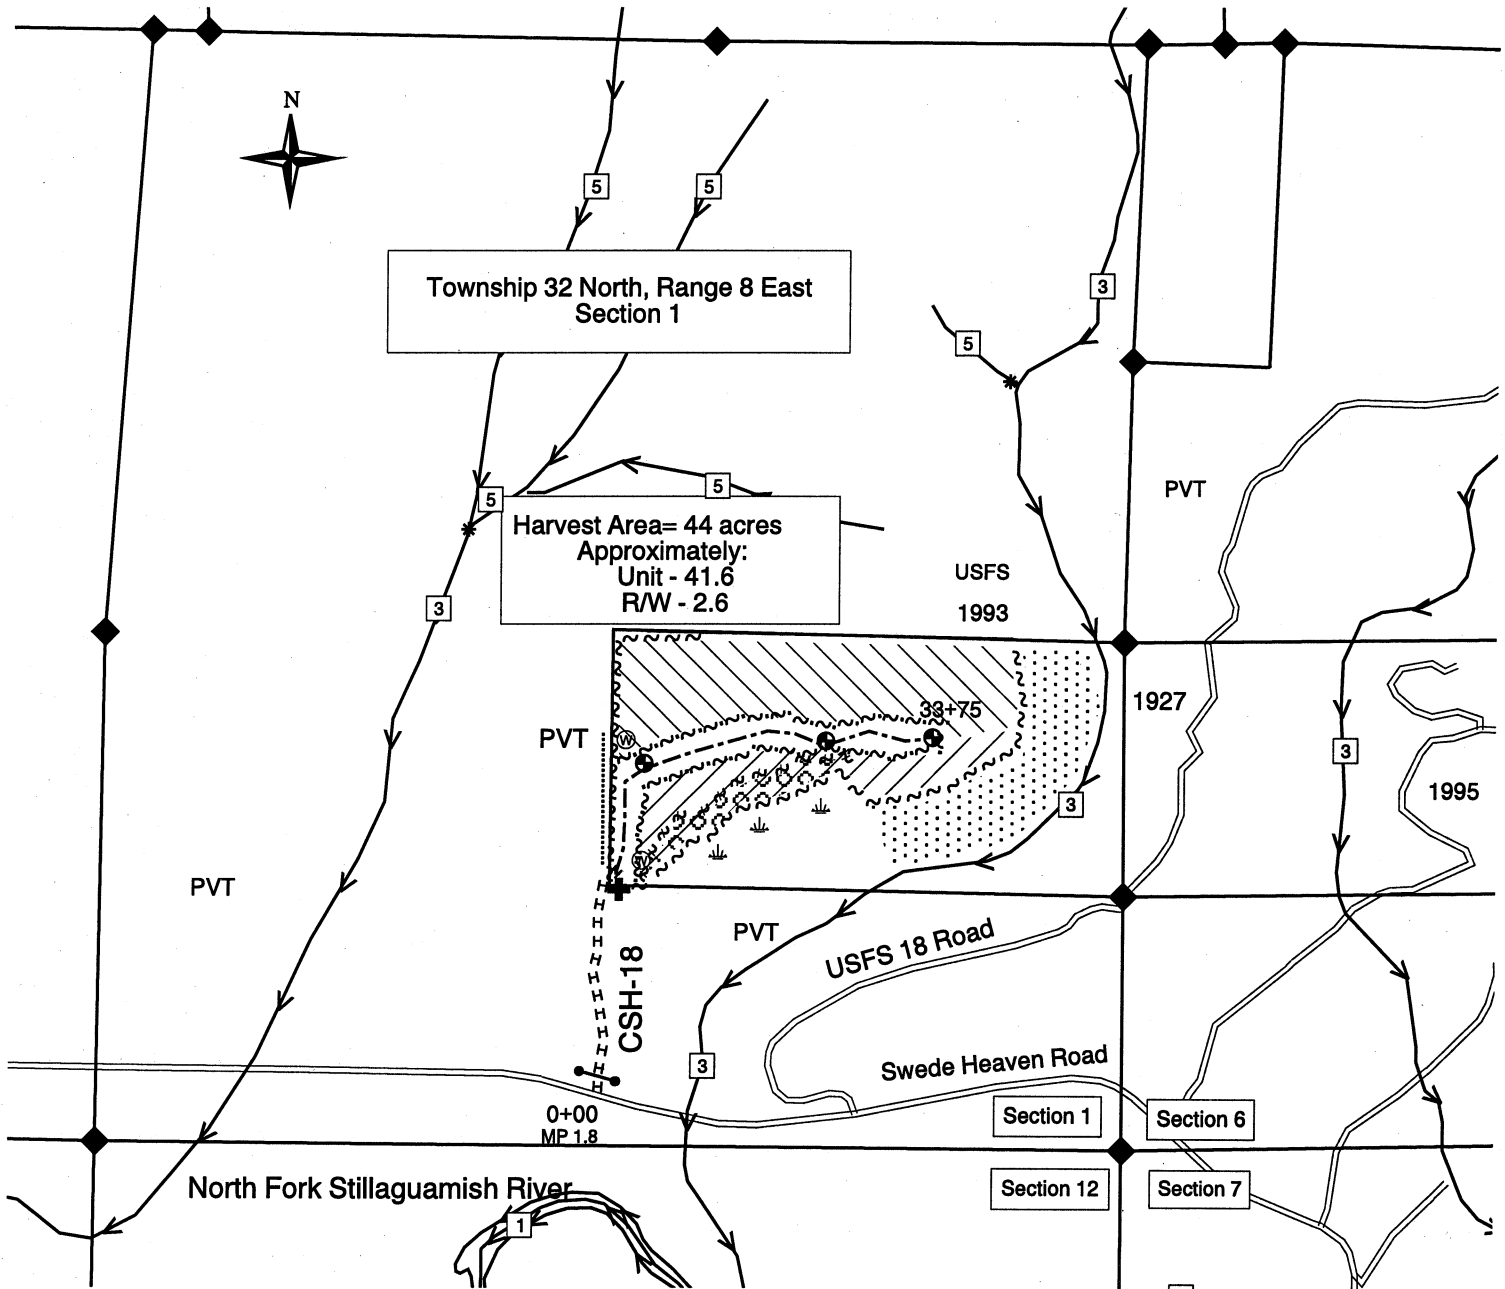 N
5
5
3
Township 32 North, Range 8 East
Section 1
5
5
5
PVT
Harvest Area= 44 acres
Approximately:
Unit - 41.6
R/W - 2.6
USFS
1993
3
1927
33+75
PVT
W
3
1995
3
W
PVT
PVT
USFS 18 Road
CSH-18
Swede Heaven Road
3
0+00
MP 1.8
Section 1
Section 6
North Fork Stillaguamish River
Section 12
Section 7
1